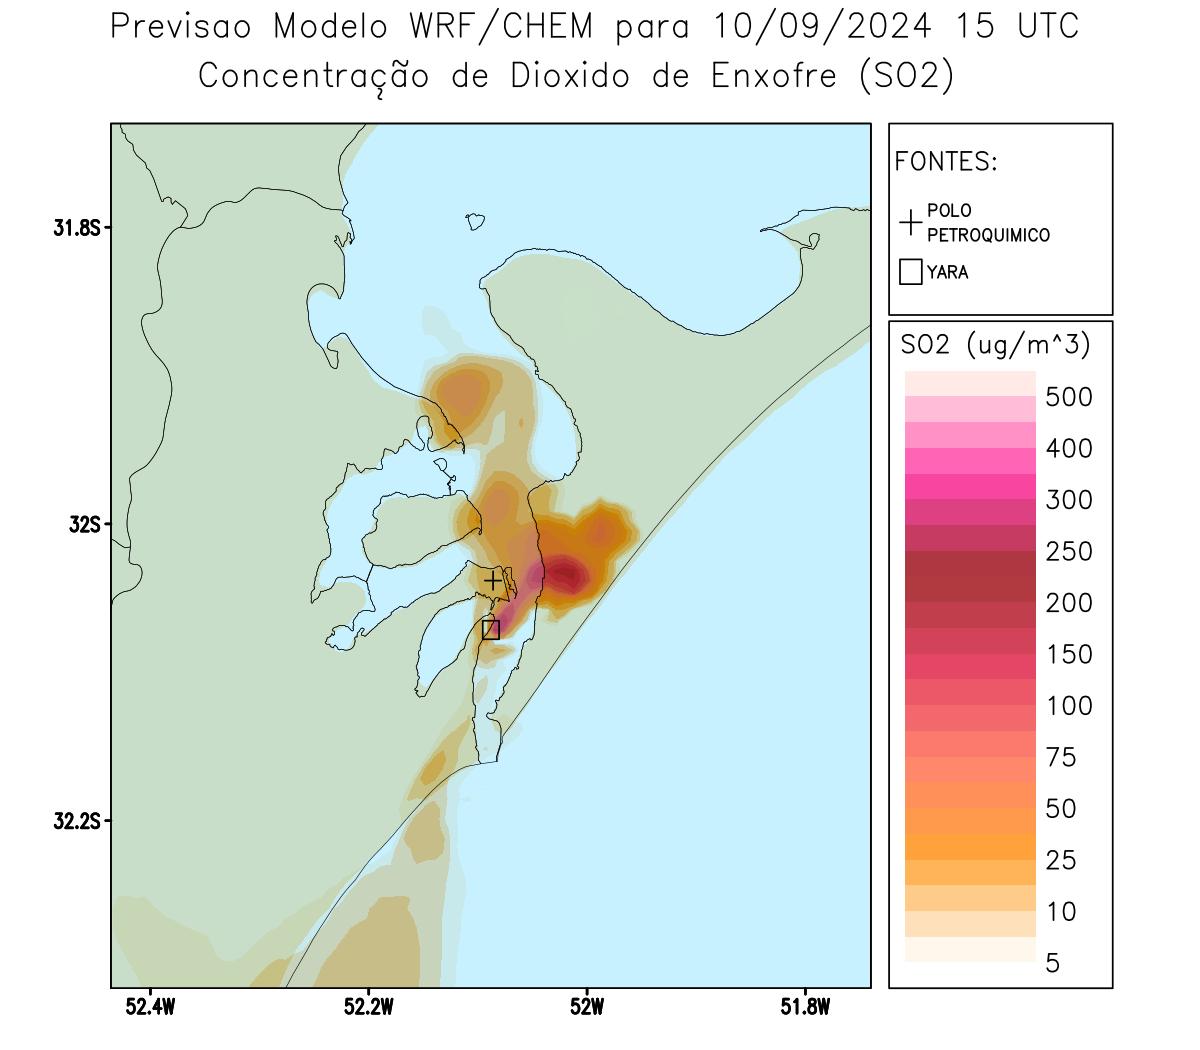 Previsao Modelo WRF/CHEM para 10/09/2024 15 UTC
Concentração de Dioxido de Enxofre (SO2)
FONTES:
POLO
PETROQUIMICO
YARA
SO2 (ug/m^3)
500
400
300
250
200
150
100
75
50
25
10
5
31.8S
32S
32.2S
52.4W
52.2W
52W
51.8W